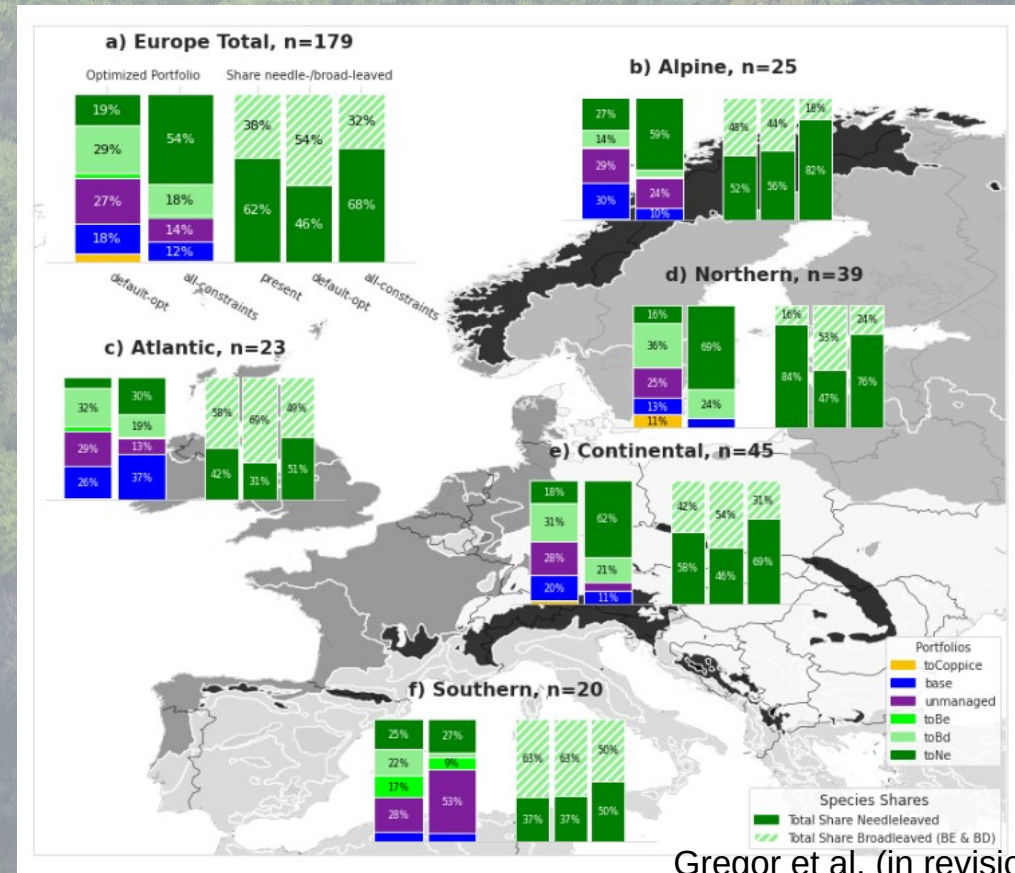 a) Europe Total, n=179
Optimized Portfolio Share needle-/broad-leaved
19% 29% 27% 18%
54% 18% 14% 12%
38% 62%
54% 46%
32% 68%
default-opt all-constraints present default-opt all-constraints
b) Alpine, n=25
27% 14% 29% 30%
59% 24% 10%
48% 52%
44% 56%
18% 82%
c) Atlantic, n=23
32% 29% 26%
30% 19% 13% 37%
58% 42%
69% 31%
49% 51%
d) Northern, n=39
16% 36% 25% 13% 11%
69% 24%
16% 84%
53% 47%
24% 76%
e) Continental, n=45
18% 31% 28% 20%
62% 21% 11%
42% 58%
54% 46%
31% 69%
f) Southern, n=20
25% 22% 17% 28%
27% 9% 53%
63% 37%
63% 37%
50% 50%
Portfolios
toCoppice
base
unmanaged
toBe
toBd
toNe
Species Shares
Total Share Needleleaved
Total Share Broadleaved (BE & BD)
Gregor et al. (in revisio